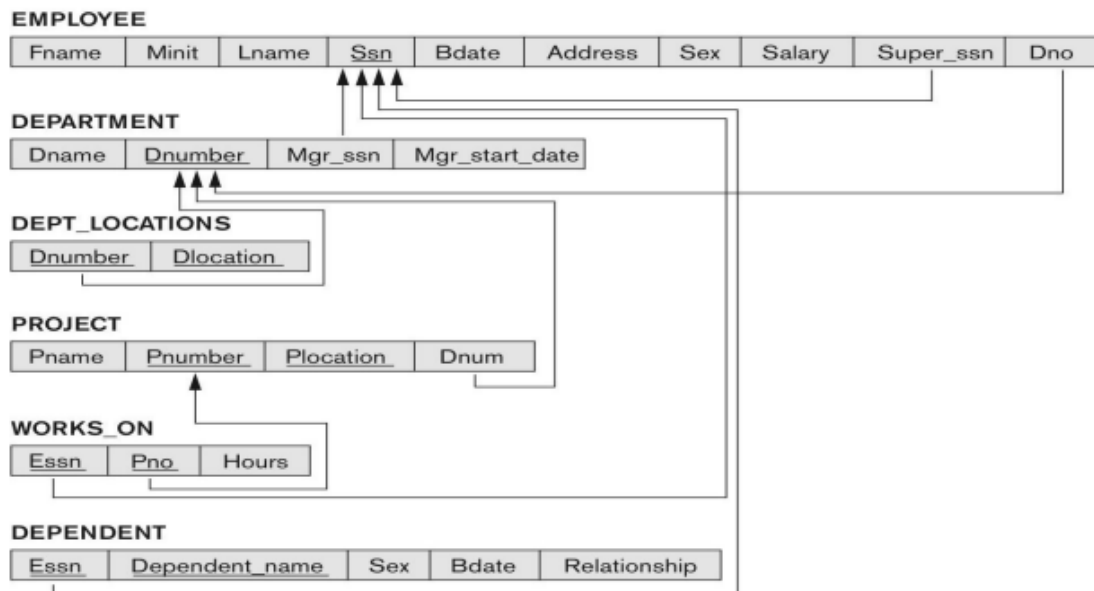 EMPLOYEE
Fname Minit Lname Ssn Bdate Address Sex Salary Super_ssn Dno
DEPARTMENT
Dname Dnumber Mgr_ssn Mgr_start_date
DEPT_LOCATIONS
Dnumber Dlocation
PROJECT
Pname Pnumber Plocation Dnum
WORKS_ON
Essn Pno Hours
DEPENDENT
Essn Dependent_name Sex Bdate Relationship